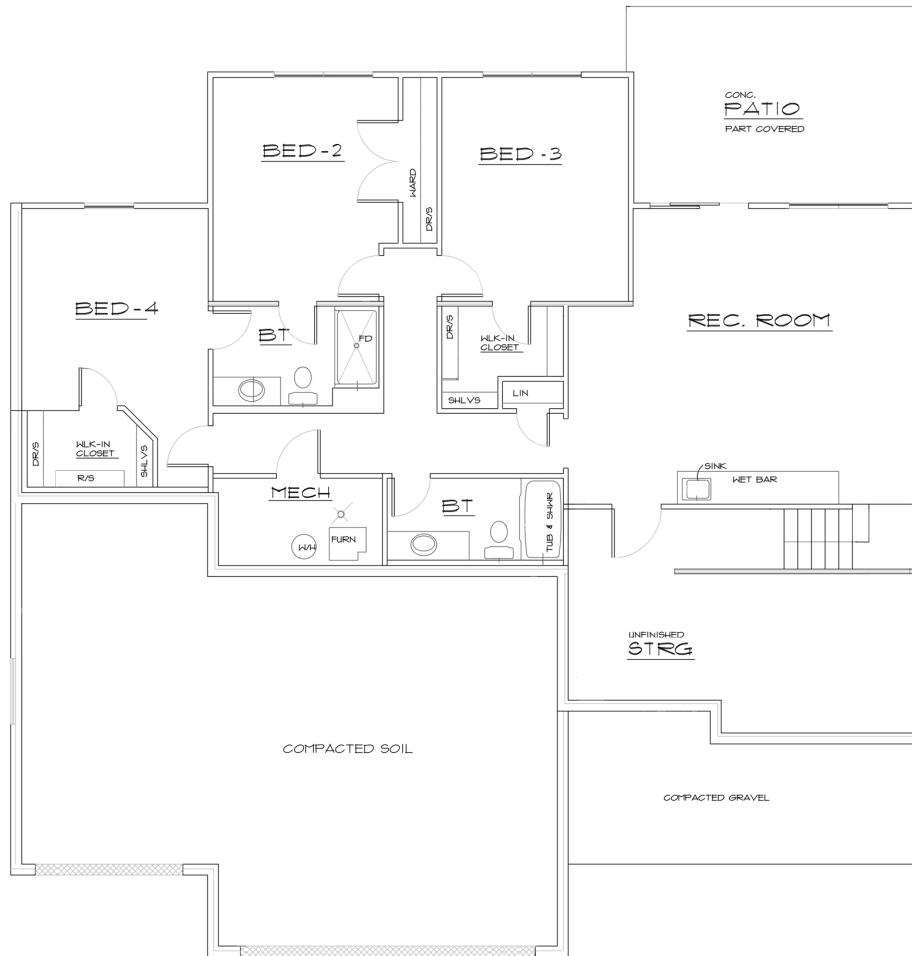 CONC.
PATIO
PART COVERED
BED-2
BED-3
WARD
DR/S
BED-4
REC. ROOM
BT
FD
DR/S
WLK-IN
CLOSET
SHLVS
LIN
DR/S
WLK-IN
CLOSET
R/S
SHLVS
SINK
WET BAR
MECH
W/H
FURN
BT
TUB & SHWR
UNFINISHED
STRG
COMPACTED SOIL
COMPACTED GRAVEL